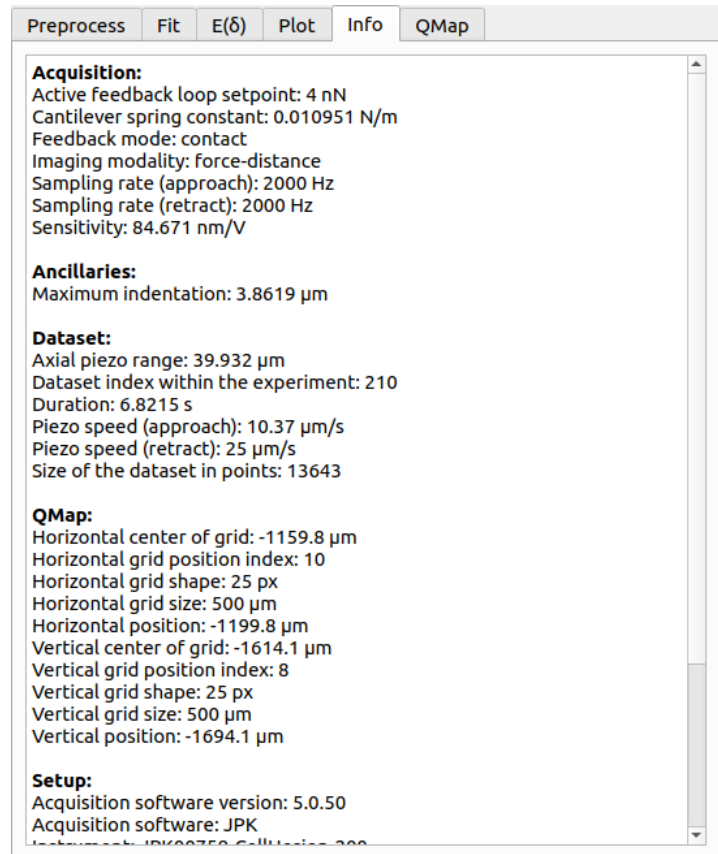 Preprocess Fit E(δ) Plot Info QMap
Acquisition:
Active feedback loop setpoint: 4 nN
Cantilever spring constant: 0.010951 N/m
Feedback mode: contact
Imaging modality: force-distance
Sampling rate (approach): 2000 Hz
Sampling rate (retract): 2000 Hz
Sensitivity: 84.671 nm/V
Ancillaries:
Maximum indentation: 3.8619 μm
Dataset:
Axial piezo range: 39.932 μm
Dataset index within the experiment: 210
Duration: 6.8215 s
Piezo speed (approach): 10.37 μm/s
Piezo speed (retract): 25 μm/s
Size of the dataset in points: 13643
QMap:
Horizontal center of grid: -1159.8 μm
Horizontal grid position index: 10
Horizontal grid shape: 25 px
Horizontal grid size: 500 μm
Horizontal position: -1199.8 μm
Vertical center of grid: -1614.1 μm
Vertical grid position index: 8
Vertical grid shape: 25 px
Vertical grid size: 500 μm
Vertical position: -1694.1 μm
Setup:
Acquisition software version: 5.0.50
Acquisition software: JPK